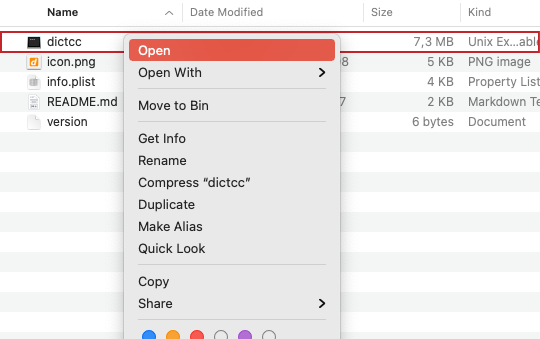 Name Date Modified Size Kind
dictcc 7,3 MB Unix Ex...able
icon.png 5 KB PNG image
info.plist 4 KB Property List
README.md 2 KB Markdown Te
version 6 bytes Document
Open
Open With
Move to Bin
Get Info
Rename
Compress “dictcc”
Duplicate
Make Alias
Quick Look
Copy
Share